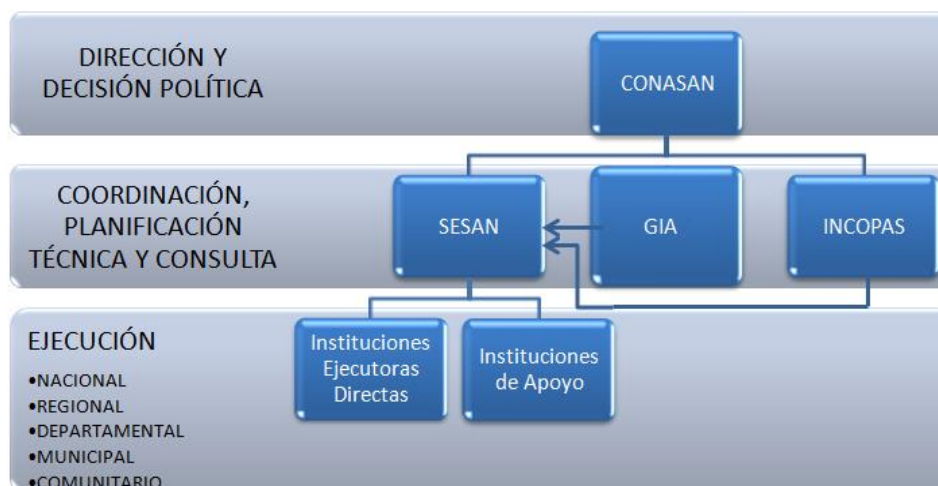 DIRECCIÓN Y
DECISIÓN POLÍTICA
CONASAN
COORDINACIÓN,
PLANIFICACIÓN
TÉCNICA Y CONSULTA
SESAN
GIA
INCOPAS
EJECUCIÓN
•NACIONAL
•REGIONAL
•DEPARTAMENTAL
•MUNICIPAL
•COMUNITARIO
Instituciones
Ejecutoras
Directas
Instituciones
de Apoyo